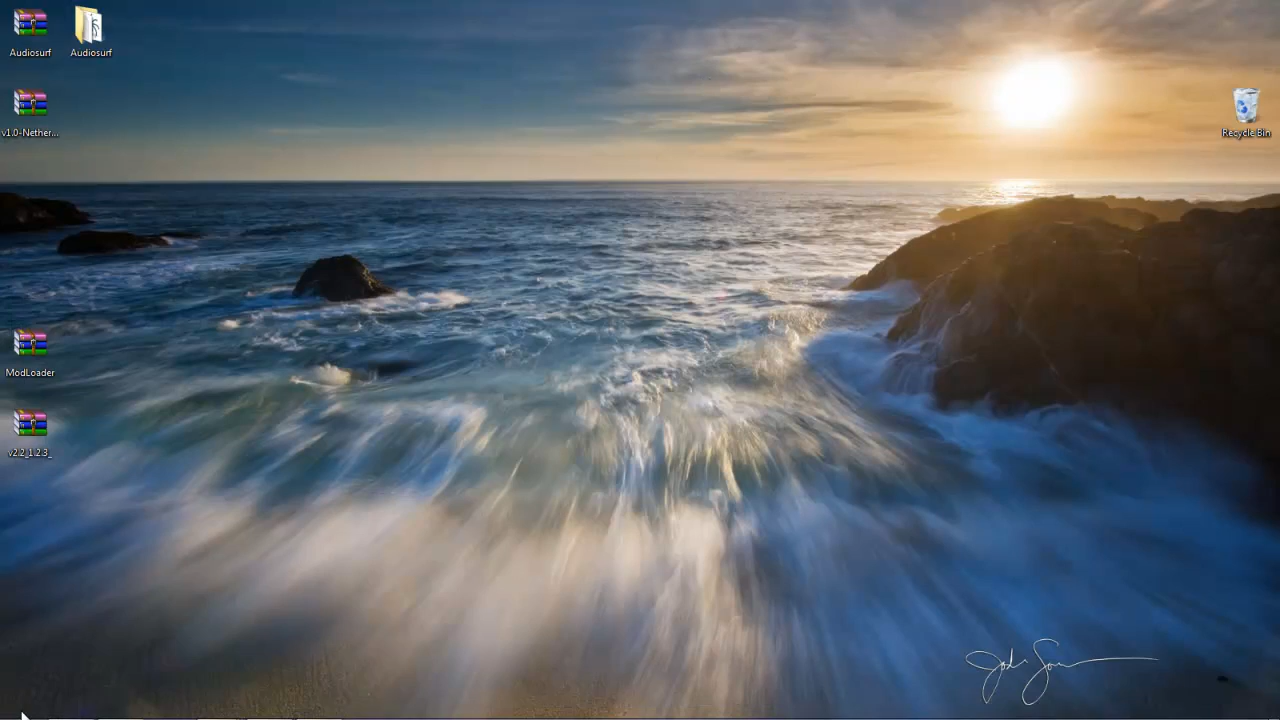 Audiosurf
Audiosurf
v1.0-Nether...
Recycle Bin
ModLoader
v2.2_1.2.3_